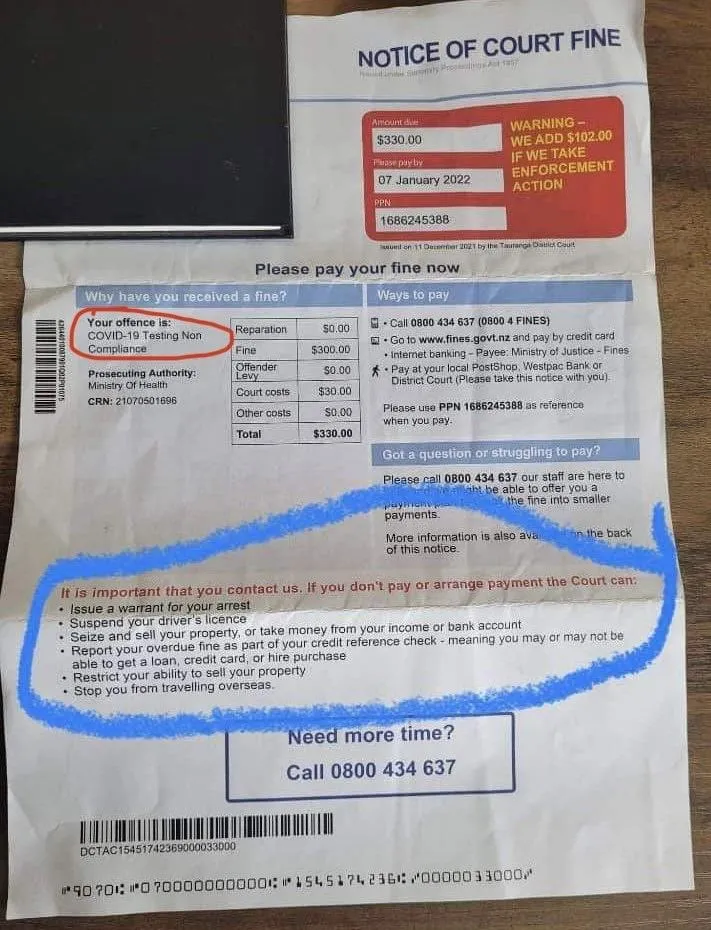 NOTICE OF COURT FINE
Issued under Summary Proceedings Act 1957
Amount due
$330.00
Please pay by
07 January 2022
PPN
1686245388
WARNING –
WE ADD $102.00
IF WE TAKE
ENFORCEMENT
ACTION
Issued on 11 December 2021 by the Tauranga District Court
Please pay your fine now
Why have you received a fine?
Your offence is:
COVID-19 Testing Non
Compliance
Prosecuting Authority:
Ministry Of Health
CRN: 21070501696
Reparation $0.00
Fine $300.00
Offender
Levy $0.00
Court costs $30.00
Other costs $0.00
Total $330.00
Ways to pay
• Call 0800 434 637 (0800 4 FINES)
• Go to www.fines.govt.nz and pay by credit card
• Internet banking - Payee: Ministry of Justice - Fines
• Pay at your local PostShop, Westpac Bank or
District Court (Please take this notice with you).
Please use PPN 1686245388 as reference
when you pay.
Got a question or struggling to pay?
Please call 0800 434 637 our staff are here to
be able to offer you a
the fine into smaller
payments.
More information is also on the back
of this notice.
It is important that you contact us. If you don't pay or arrange payment the Court can:
• Issue a warrant for your arrest
• Suspend your driver's licence
• Seize and sell your property, or take money from your income or bank account
• Report your overdue fine as part of your credit reference check - meaning you may or may not be
able to get a loan, credit card, or hire purchase
• Restrict your ability to sell your property
• Stop you from travelling overseas.
Need more time?
Call 0800 434 637
DCTAC15451742369000033000